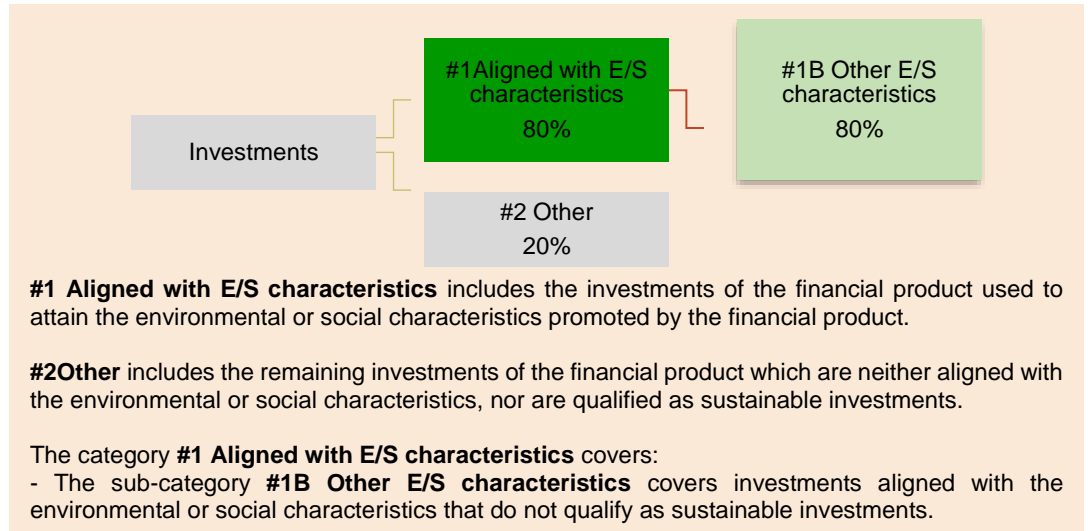 #1Aligned with E/S
characteristics
80%
#1B Other E/S
characteristics
80%
Investments
#2 Other
20%
#1 Aligned with E/S characteristics includes the investments of the financial product used to
attain the environmental or social characteristics promoted by the financial product.
#2Other includes the remaining investments of the financial product which are neither aligned with
the environmental or social characteristics, nor are qualified as sustainable investments.
The category #1 Aligned with E/S characteristics covers:
- The sub-category #1B Other E/S characteristics covers investments aligned with the
environmental or social characteristics that do not qualify as sustainable investments.